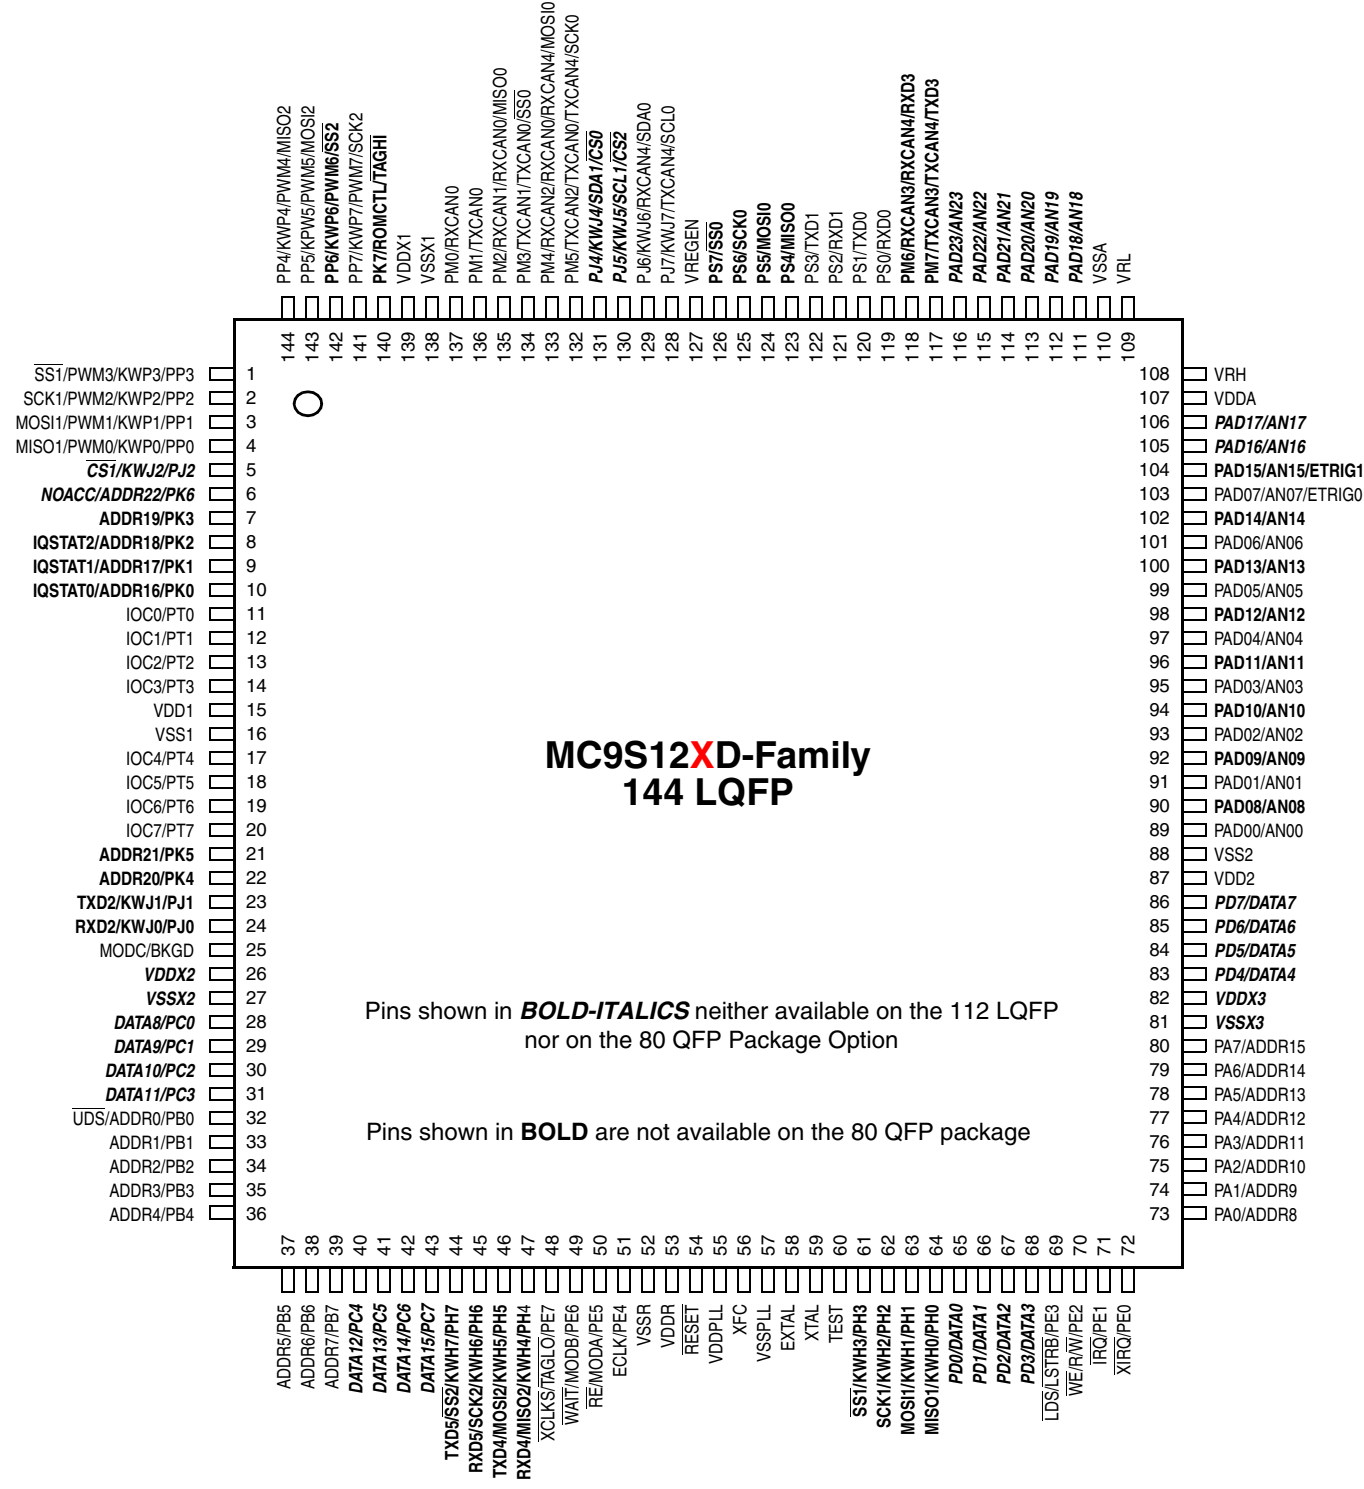 PP4/KWP4/PWM4/MISO2
PP5/KPW5/PWM5/MOSI2
PP6/KWP6/PWM6/SS2
PP7/KWP7/PWM7/SCK2
PK7/ROMCTL/TAGHI
VDDX1
VSSX1
PM0/RXCAN0
PM1/TXCAN0
PM2/RXCAN1/RXCAN0/MISO0
PM3/TXCAN1/TXCAN0/SS0
PM4/RXCAN2/RXCAN0/RXCAN4/MOSI0
PM5/TXCAN2/TXCAN0/TXCAN4/SCK0
PJ4/KWJ4/SDA1/CS0
PJ5/KWJ5/SCL1/CS2
PJ6/KWJ6/RXCAN4/SDA0
PJ7/KWJ7/TXCAN4/SCL0
VREGEN
PS7/SS0
PS6/SCK0
PS5/MOSI0
PS4/MISO0
PS3/TXD1
PS2/RXD1
PS1/TXD0
PS0/RXD0
PM6/RXCAN3/RXCAN4/RXD3
PM7/TXCAN3/TXCAN4/TXD3
PAD23/AN23
PAD22/AN22
PAD21/AN21
PAD20/AN20
PAD19/AN19
PAD18/AN18
VSSA
VRL
144 143 142 141 140 139 138 137 136 135 134 133 132 131 130 129 128 127 126 125 124 123 122 121 120 119 118 117 116 115 114 113 112 111 110 109
SS1/PWM3/KWP3/PP3 1
SCK1/PWM2/KWP2/PP2 2
MOSI1/PWM1/KWP1/PP1 3
MISO1/PWM0/KWP0/PP0 4
CS1/KWJ2/PJ2 5
NOACC/ADDR22/PK6 6
ADDR19/PK3 7
IQSTAT2/ADDR18/PK2 8
IQSTAT1/ADDR17/PK1 9
IQSTAT0/ADDR16/PK0 10
IOC0/PT0 11
IOC1/PT1 12
IOC2/PT2 13
IOC3/PT3 14
VDD1 15
VSS1 16
IOC4/PT4 17
IOC5/PT5 18
IOC6/PT6 19
IOC7/PT7 20
ADDR21/PK5 21
ADDR20/PK4 22
TXD2/KWJ1/PJ1 23
RXD2/KWJ0/PJ0 24
MODC/BKGD 25
VDDX2 26
VSSX2 27
DATA8/PC0 28
DATA9/PC1 29
DATA10/PC2 30
DATA11/PC3 31
UDS/ADDR0/PB0 32
ADDR1/PB1 33
ADDR2/PB2 34
ADDR3/PB3 35
ADDR4/PB4 36
MC9S12XD-Family
144 LQFP
Pins shown in BOLD-ITALICS neither available on the 112 LQFP
nor on the 80 QFP Package Option
Pins shown in BOLD are not available on the 80 QFP package
108 VRH
107 VDDA
106 PAD17/AN17
105 PAD16/AN16
104 PAD15/AN15/ETRIG1
103 PAD07/AN07/ETRIG0
102 PAD14/AN14
101 PAD06/AN06
100 PAD13/AN13
99 PAD05/AN05
98 PAD12/AN12
97 PAD04/AN04
96 PAD11/AN11
95 PAD03/AN03
94 PAD10/AN10
93 PAD02/AN02
92 PAD09/AN09
91 PAD01/AN01
90 PAD08/AN08
89 PAD00/AN00
88 VSS2
87 VDD2
86 PD7/DATA7
85 PD6/DATA6
84 PD5/DATA5
83 PD4/DATA4
82 VDDX3
81 VSSX3
80 PA7/ADDR15
79 PA6/ADDR14
78 PA5/ADDR13
77 PA4/ADDR12
76 PA3/ADDR11
75 PA2/ADDR10
74 PA1/ADDR9
73 PA0/ADDR8
37 38 39 40 41 42 43 44 45 46 47 48 49 50 51 52 53 54 55 56 57 58 59 60 61 62 63 64 65 66 67 68 69 70 71 72
ADDR5/PB5
ADDR6/PB6
ADDR7/PB7
DATA12/PC4
DATA13/PC5
DATA14/PC6
DATA15/PC7
TXD5/SS2/KWH7/PH7
RXD5/SCK2/KWH6/PH6
TXD4/MOSI2/KWH5/PH5
RXD4/MISO2/KWH4/PH4
XCLKS/TAGLO/PE7
WAIT/MODB/PE6
RE/MODA/PE5
ECLK/PE4
VSSR
VDDR
RESET
VDDPLL
XFC
VSSPLL
EXTAL
XTAL
TEST
SS1/KWH3/PH3
SCK1/KWH2/PH2
MOSI1/KWH1/PH1
MISO1/KWH0/PH0
PD0/DATA0
PD1/DATA1
PD2/DATA2
PD3/DATA3
LDS/LSTRB/PE3
WE/R/W/PE2
IRQ/PE1
XIRQ/PE0